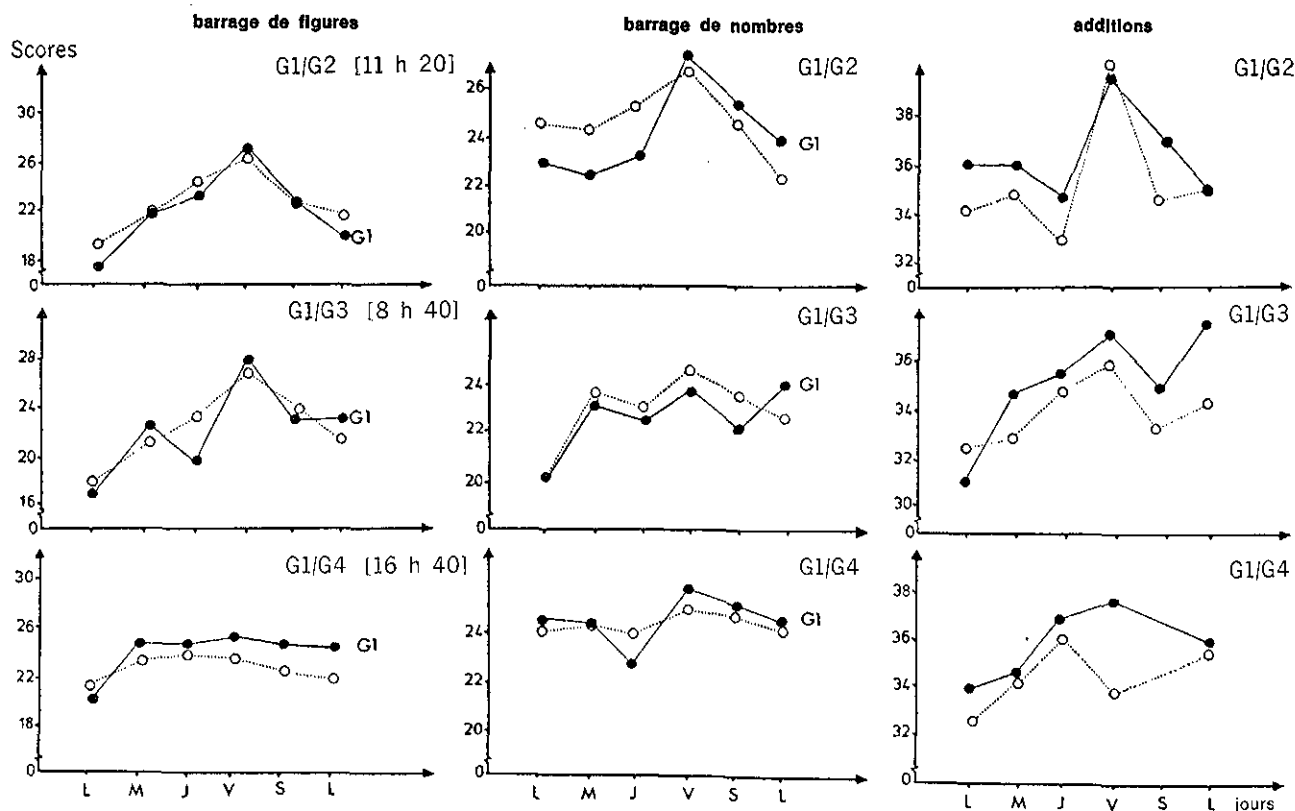 barrage de figures
barrage de nombres
additions
Scores
G1/G2 [11 h 20]
30
26
22
18
0
G1
G1/G2
26
24
22
20
0
G1
G1/G2
38
36
34
32
0
G1/G3 [8 h 40]
28
24
20
16
0
G1
G1/G3
24
22
20
0
G1
G1/G3
36
34
32
30
0
G1/G4 [16 h 40]
30
26
22
18
0
G1
L M J V S L
G1/G4
24
20
0
G1
L M J V S L
G1/G4
38
36
34
32
0
L M J V S L jours